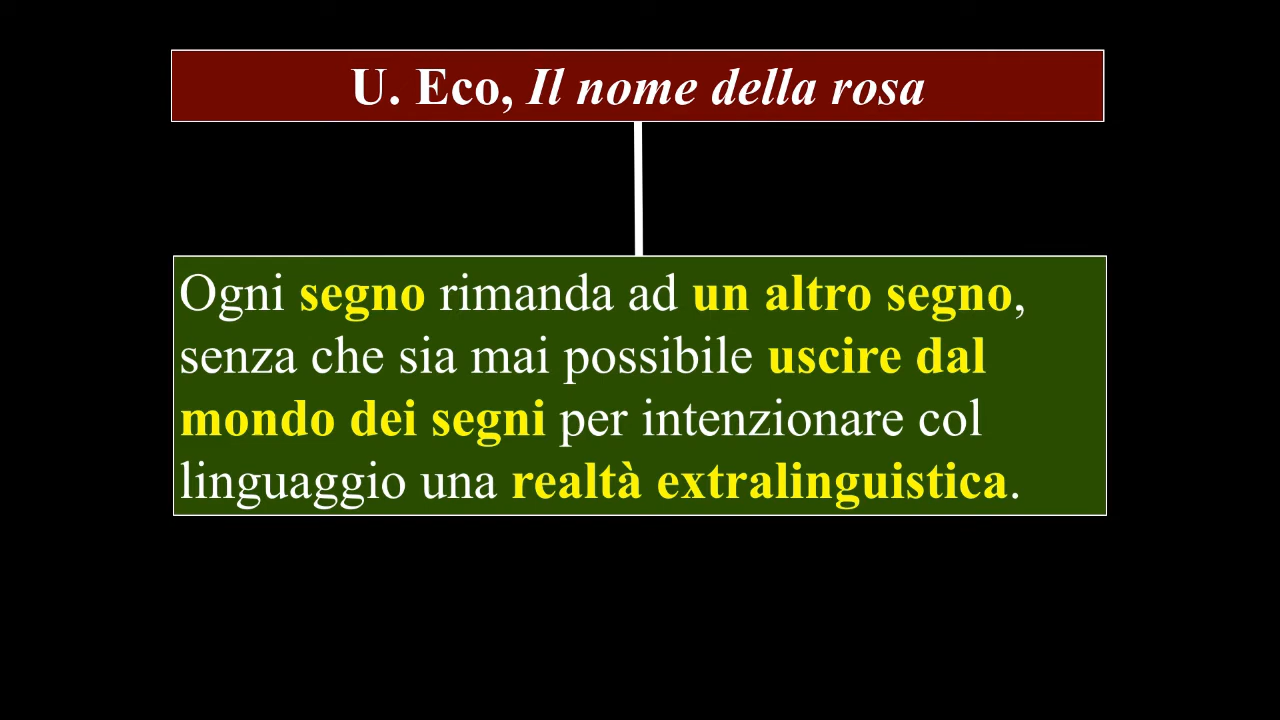 U. Eco, Il nome della rosa
Ogni segno rimanda ad un altro segno,
senza che sia mai possibile uscire dal
mondo dei segni per intenzionare col
linguaggio una realtà extralinguistica.